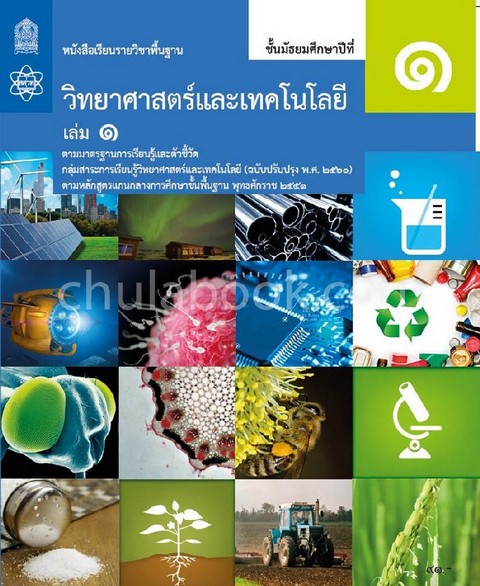 หนังสือเรียนรายวิชาพื้นฐาน
ชั้นมัธยมศึกษาปีที่
๑
วิทยาศาสตร์และเทคโนโลยี
เล่ม ๑
ตามมาตรฐานการเรียนรู้และตัวชี้วัด
กลุ่มสาระการเรียนรู้วิทยาศาสตร์และเทคโนโลยี (ฉบับปรับปรุง พ.ศ. ๒๕๖๐)
ตามหลักสูตรแกนกลางการศึกษาขั้นพื้นฐาน พุทธศักราช ๒๕๕๑
chulabook.com
๙๑.-